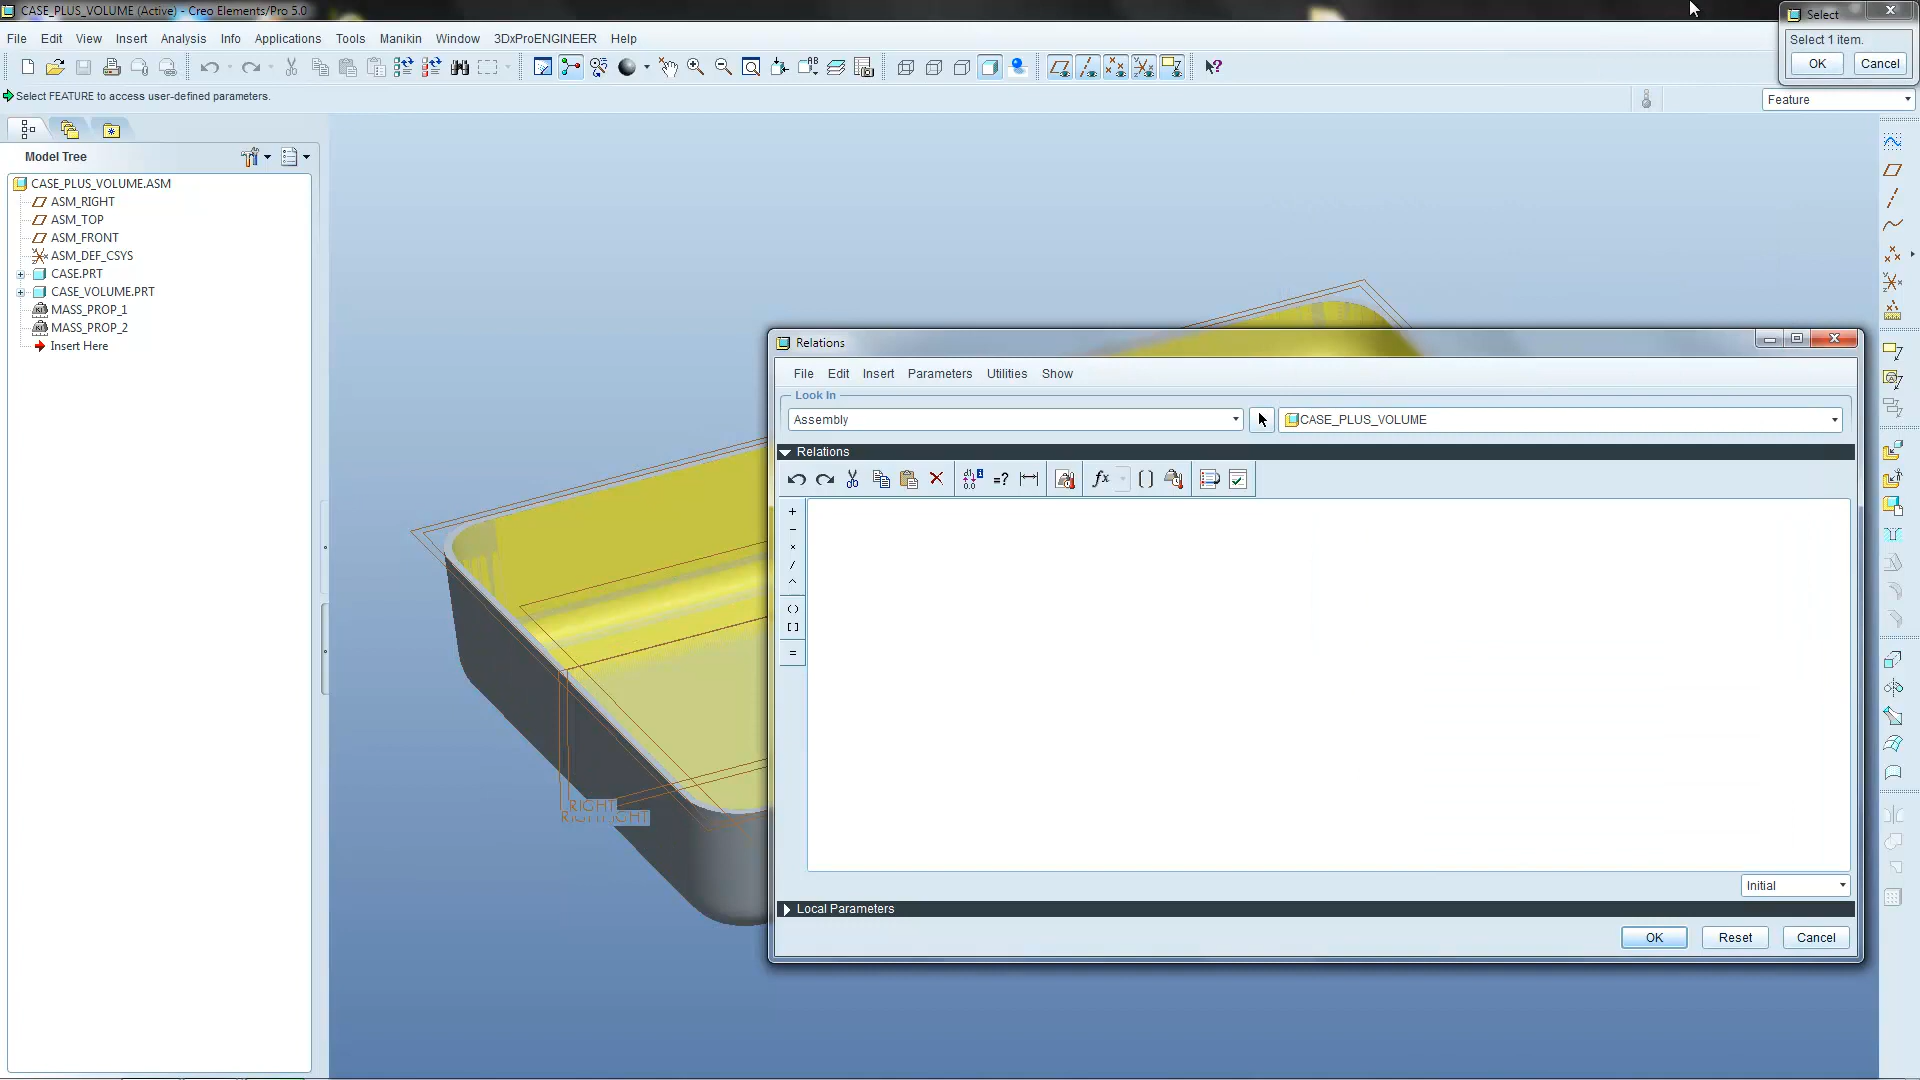 CASE_PLUS_VOLUME (Active) - Creo Elements/Pro 5.0
Select
File Edit View Insert Analysis Info Applications Tools Manikin Window 3DxProENGINEER Help
Select 1 item.
OK Cancel
Select FEATURE to access user-defined parameters.
Feature
Model Tree
CASE_PLUS_VOLUME.ASM
ASM_RIGHT
ASM_TOP
ASM_FRONT
ASM_DEF_CSYS
CASE.PRT
CASE_VOLUME.PRT
MASS_PROP_1
MASS_PROP_2
Insert Here
Relations
File Edit Insert Parameters Utilities Show
Look In
Assembly
CASE_PLUS_VOLUME
Relations
=?
fx
[ ]
+
-
×
/
^
( )
[ ]
=
RIGHT
Initial
Local Parameters
OK Reset Cancel